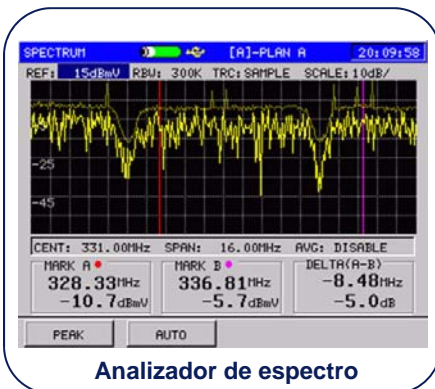 SPECTRUM [A]-PLAN A 20:09:58
REF: 15dBmV RBW: 300K TRC: SAMPLE SCALE: 10dB/
-25
-45
CENT: 331.00MHz SPAN: 16.00MHz AVG: DISABLE
MARK A MARK B DELTA(A-B)
328.33MHz 336.81MHz -8.48MHz
-10.7dBmV -5.7dBmV -5.0dB
PEAK AUTO
Analizador de espectro